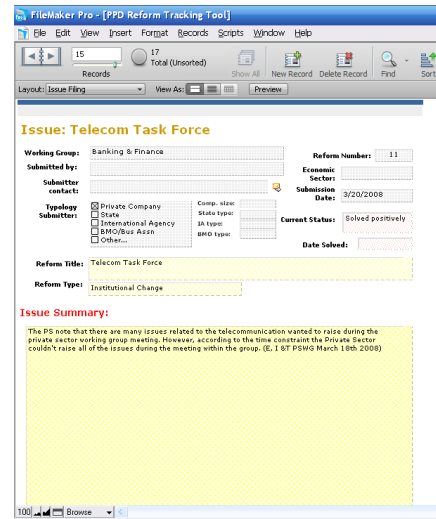 FileMaker Pro - [PPD Reform Tracking Tool]
File Edit View Insert Format Records Scripts Window Help
15
17
Total (Unsorted)
Records
Show All New Record Delete Record Find Sort
Layout: Issue Filing View As: Preview
Issue: Telecom Task Force
Working Group: Banking & Finance
Reform Number: 11
Submitted by:
Economic
Sector:
Submitter
contact:
Submission
Date: 3/20/2008
Typology
Submitter:
Private Company
State
International Agency
BMO/Bus Assn
Other...
Comp. size:
State type:
IA type:
BMO type:
Current Status: Solved positively
Date Solved:
Reform Title: Telecom Task Force
Reform Type: Institutional Change
Issue Summary:
The PS note that there are many issues related to the telecommunication wanted to raise during the
private sector working group meeting. However, according to the time constraint the Private Sector
couldn't raise all of the issues during the meeting within the group. (E, I &T PSWG March 18th 2008)
100 Browse